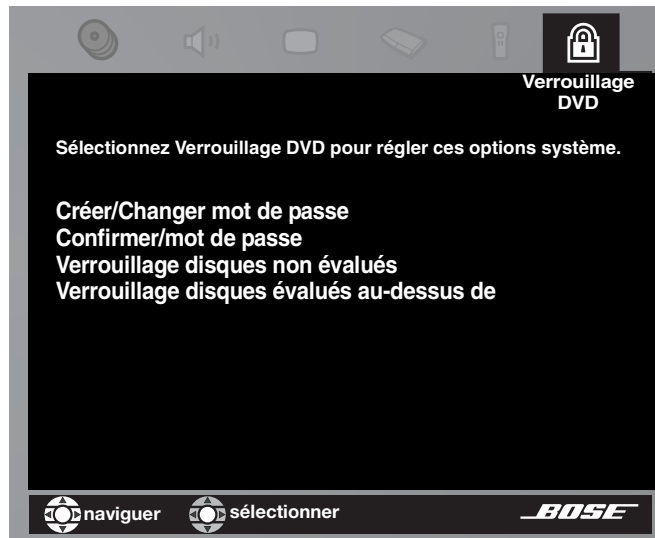 Verrouillage
DVD
Sélectionnez Verrouillage DVD pour régler ces options système.
Créer/Changer mot de passe
Confirmer/mot de passe
Verrouillage disques non évalués
Verrouillage disques évalués au-dessus de
naviguer sélectionner BOSE